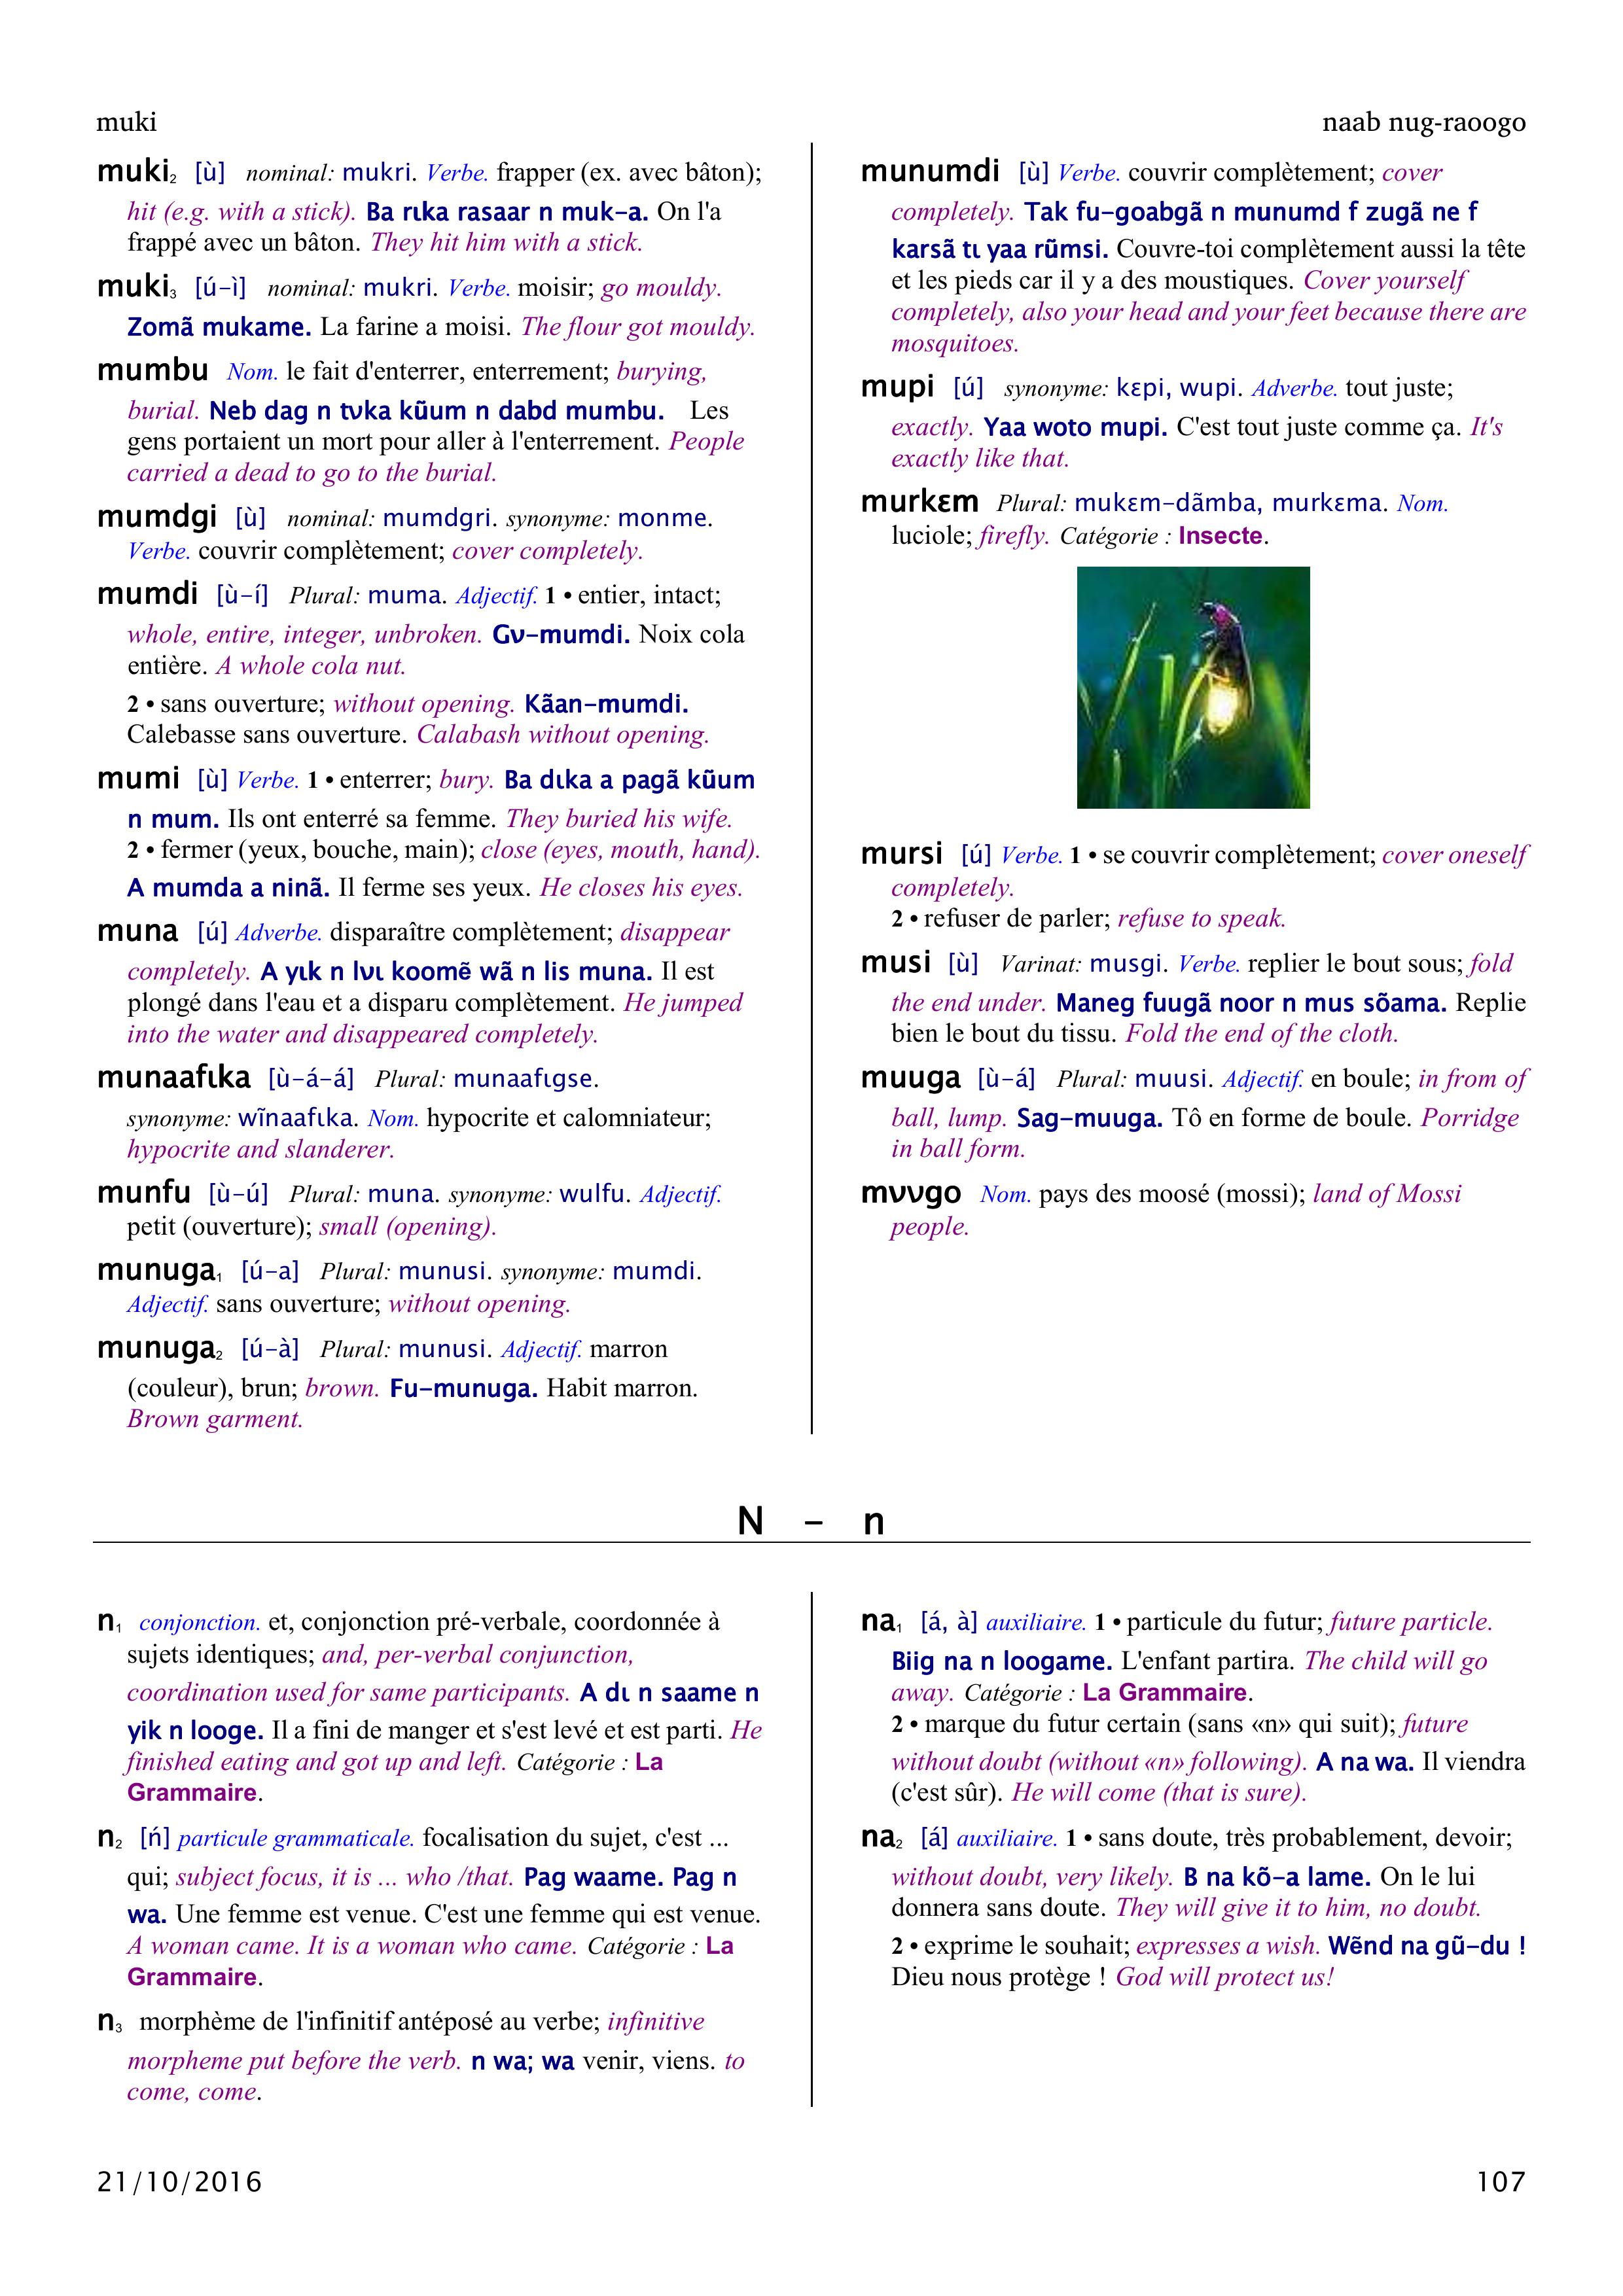 muki
naab nug-raoogo
muki₂ [ù] nominal: mukri. Verbe. frapper (ex. avec bâton);
hit (e.g. with a stick). Ba rɩka rasaar n muk-a. On l'a
frappé avec un bâton. They hit him with a stick.
muki₃ [ú-ì] nominal: mukri. Verbe. moisir; go mouldy.
Zomã mukame. La farine a moisi. The flour got mouldy.
mumbu Nom. le fait d'enterrer, enterrement; burying,
burial. Neb dag n tʋka kũum n dabd mumbu. Les
gens portaient un mort pour aller à l'enterrement. People
carried a dead to go to the burial.
mumdgi [ù] nominal: mumdgri. synonyme: monme.
Verbe. couvrir complètement; cover completely.
mumdi [ù-í] Plural: muma. Adjectif. 1 • entier, intact;
whole, entire, integer, unbroken. Gʋ-mumdi. Noix cola
entière. A whole cola nut.
2 • sans ouverture; without opening. Kãan-mumdi.
Calebasse sans ouverture. Calabash without opening.
mumi [ù] Verbe. 1 • enterrer; bury. Ba dɩka a pagã kũum
n mum. Ils ont enterré sa femme. They buried his wife.
2 • fermer (yeux, bouche, main); close (eyes, mouth, hand).
A mumda a ninã. Il ferme ses yeux. He closes his eyes.
muna [ú] Adverbe. disparaître complètement; disappear
completely. A yɩk n lʋɩ koomẽ wã n lis muna. Il est
plongé dans l'eau et a disparu complètement. He jumped
into the water and disappeared completely.
munaafɩka [ù-á-á] Plural: munaafɩgse.
synonyme: wĩnaafɩka. Nom. hypocrite et calomniateur;
hypocrite and slanderer.
munfu [ù-ú] Plural: muna. synonyme: wulfu. Adjectif.
petit (ouverture); small (opening).
munuga₁ [ú-a] Plural: munusi. synonyme: mumdi.
Adjectif. sans ouverture; without opening.
munuga₂ [ú-à] Plural: munusi. Adjectif. marron
(couleur), brun; brown. Fu-munuga. Habit marron.
Brown garment.
munumdi [ù] Verbe. couvrir complètement; cover
completely. Tak fu-goabgã n munumd f zugã ne f
karsã tɩ yaa rũmsi. Couvre-toi complètement aussi la tête
et les pieds car il y a des moustiques. Cover yourself
completely, also your head and your feet because there are
mosquitoes.
mupi [ú] synonyme: kɛpi, wupi. Adverbe. tout juste;
exactly. Yaa woto mupi. C'est tout juste comme ça. It's
exactly like that.
murkɛm Plural: mukɛm-dãmba, murkɛma. Nom.
luciole; firefly. Catégorie : Insecte.
mursi [ú] Verbe. 1 • se couvrir complètement; cover oneself
completely.
2 • refuser de parler; refuse to speak.
musi [ù] Varinat: musgi. Verbe. replier le bout sous; fold
the end under. Maneg fuugã noor n mus sõama. Replie
bien le bout du tissu. Fold the end of the cloth.
muuga [ù-á] Plural: muusi. Adjectif. en boule; in from of
ball, lump. Sag-muuga. Tô en forme de boule. Porridge
in ball form.
mʋʋgo Nom. pays des moosé (mossi); land of Mossi
people.
N - n
n₁ conjonction. et, conjonction pré-verbale, coordonnée à
sujets identiques; and, per-verbal conjunction,
coordination used for same participants. A dɩ n saame n
yik n looge. Il a fini de manger et s'est levé et est parti. He
finished eating and got up and left. Catégorie : La
Grammaire.
n₂ [ń] particule grammaticale. focalisation du sujet, c'est ...
qui; subject focus, it is ... who /that. Pag waame. Pag n
wa. Une femme est venue. C'est une femme qui est venue.
A woman came. It is a woman who came. Catégorie : La
Grammaire.
n₃ morphème de l'infinitif antéposé au verbe; infinitive
morpheme put before the verb. n wa; wa venir, viens. to
come, come.
na₁ [á, à] auxiliaire. 1 • particule du futur; future particle.
Biig na n loogame. L'enfant partira. The child will go
away. Catégorie : La Grammaire.
2 • marque du futur certain (sans «n» qui suit); future
without doubt (without «n» following). A na wa. Il viendra
(c'est sûr). He will come (that is sure).
na₂ [á] auxiliaire. 1 • sans doute, très probablement, devoir;
without doubt, very likely. B na kõ-a lame. On le lui
donnera sans doute. They will give it to him, no doubt.
2 • exprime le souhait; expresses a wish. Wẽnd na gũ-du !
Dieu nous protège ! God will protect us!
21/10/2016
107